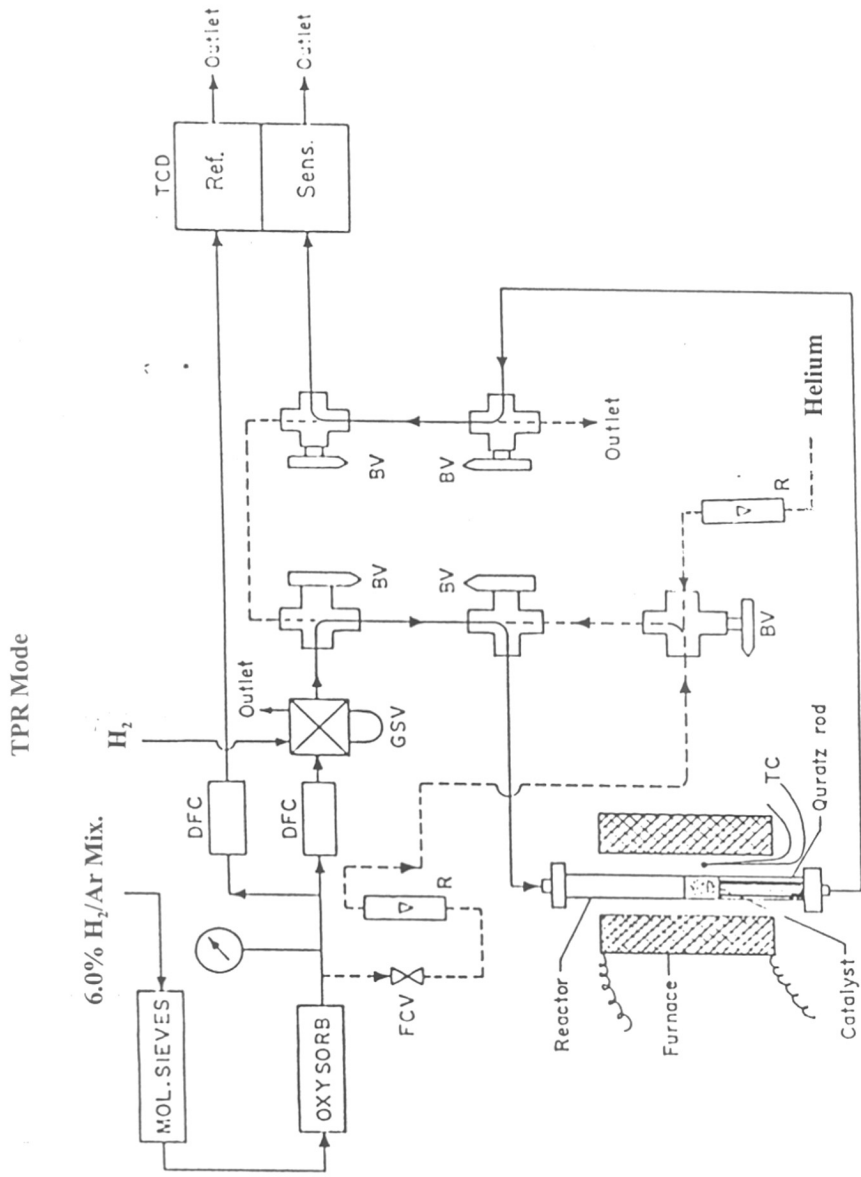 TPR Mode
6.0% H₂/Ar Mix.
H₂
MOL. SIEVES
OXYSORB
DFC
DFC
FCV
R
Outlet
GSV
BV
BV
BV
BV
BV
TCD
Ref.
Sens.
Outlet
Outlet
Outlet
R
Helium
Reactor
Furnace
Catalyst
TC
Quratz rod